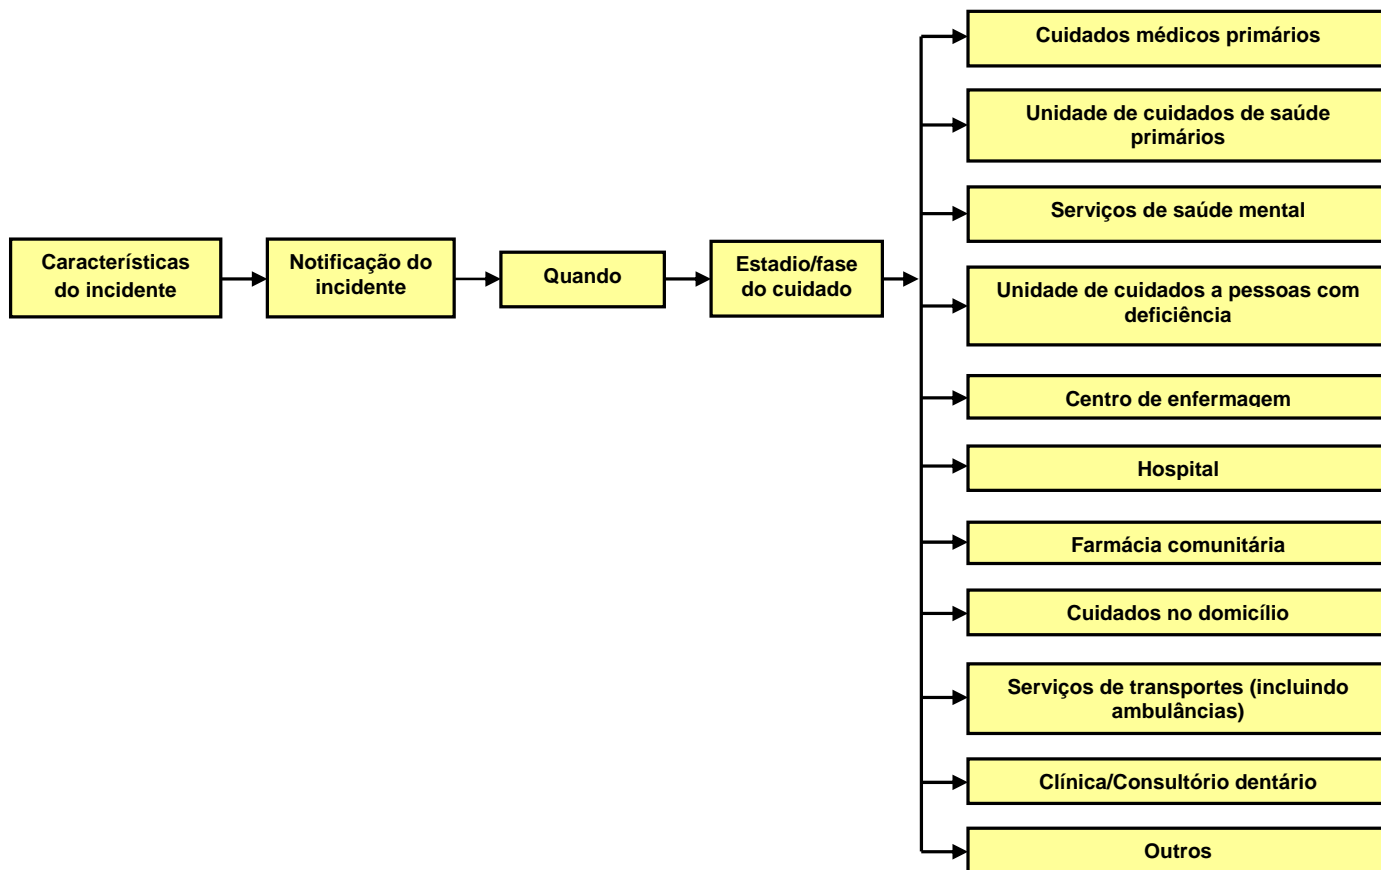 Características
do incidente
Notificação do
incidente
Quando
Estadio/fase
do cuidado
Cuidados médicos primários
Unidade de cuidados de saúde
primários
Serviços de saúde mental
Unidade de cuidados a pessoas com
deficiência
Centro de enfermagem
Hospital
Farmácia comunitária
Cuidados no domicílio
Serviços de transportes (incluindo
ambulâncias)
Clínica/Consultório dentário
Outros